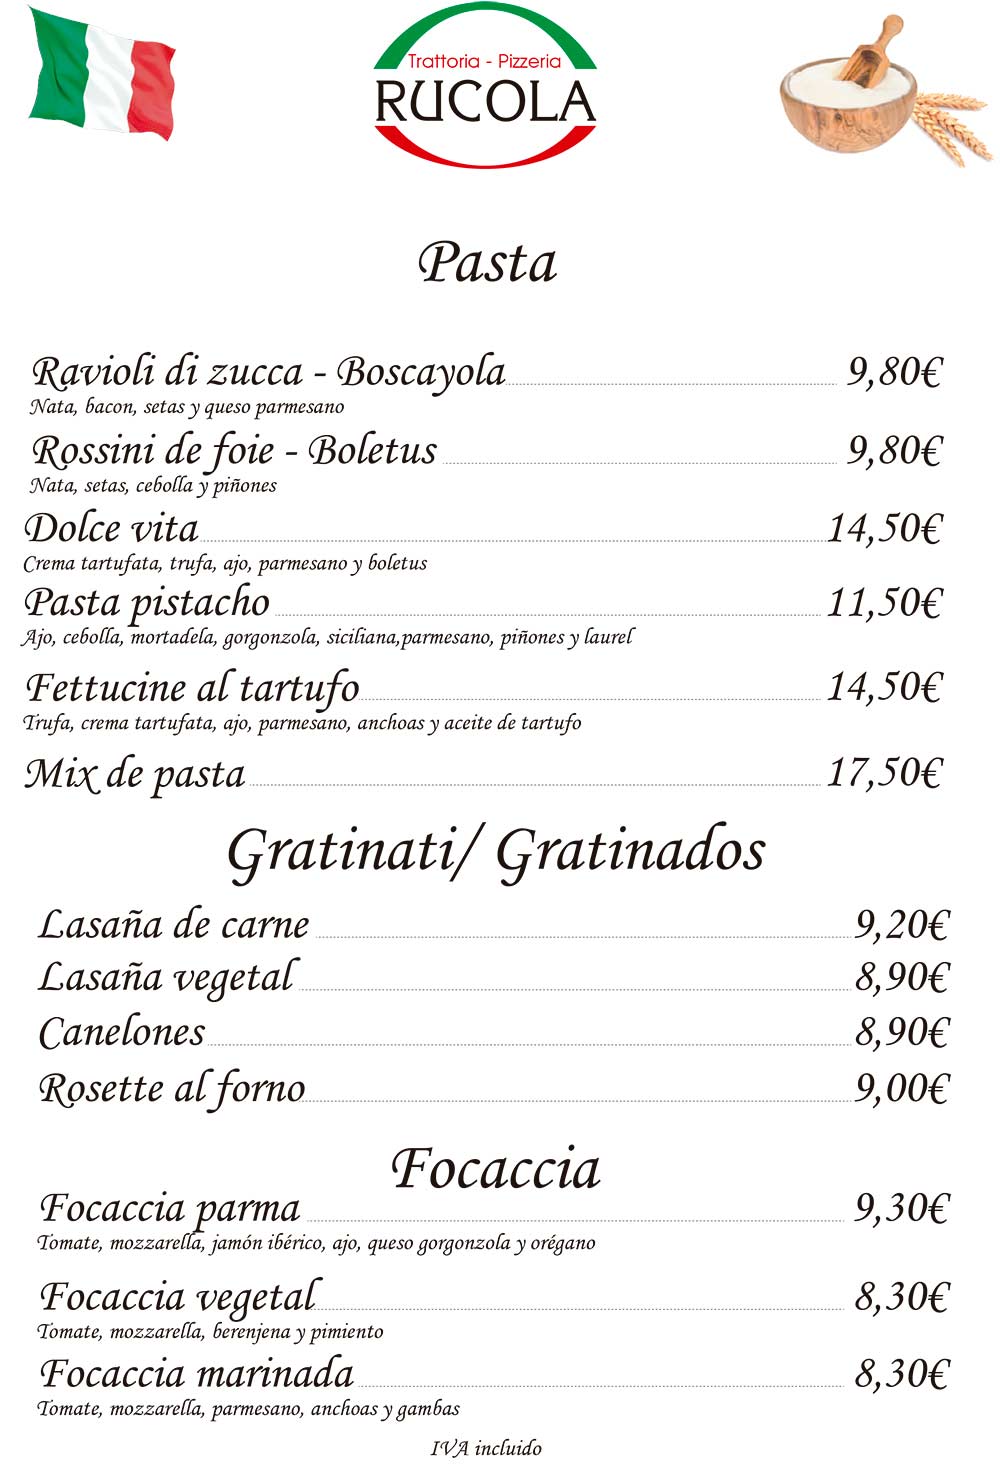 Trattoria - Pizzeria
RUCOLA
Pasta
Ravioli di zucca - Boscayola 9,80€
Nata, bacon, setas y queso parmesano
Rossini de foie - Boletus 9,80€
Nata, setas, cebolla y piñones
Dolce vita 14,50€
Crema tartufata, trufa, ajo, parmesano y boletus
Pasta pistacho 11,50€
Ajo, cebolla, mortadela, gorgonzola, siciliana,parmesano, piñones y laurel
Fettucine al tartufo 14,50€
Trufa, crema tartufata, ajo, parmesano, anchoas y aceite de tartufo
Mix de pasta 17,50€
Gratinati/ Gratinados
Lasaña de carne 9,20€
Lasaña vegetal 8,90€
Canelones 8,90€
Rosette al forno 9,00€
Focaccia
Focaccia parma 9,30€
Tomate, mozzarella, jamón ibérico, ajo, queso gorgonzola y orégano
Focaccia vegetal 8,30€
Tomate, mozzarella, berenjena y pimiento
Focaccia marinada 8,30€
Tomate, mozzarella, parmesano, anchoas y gambas
IVA incluido